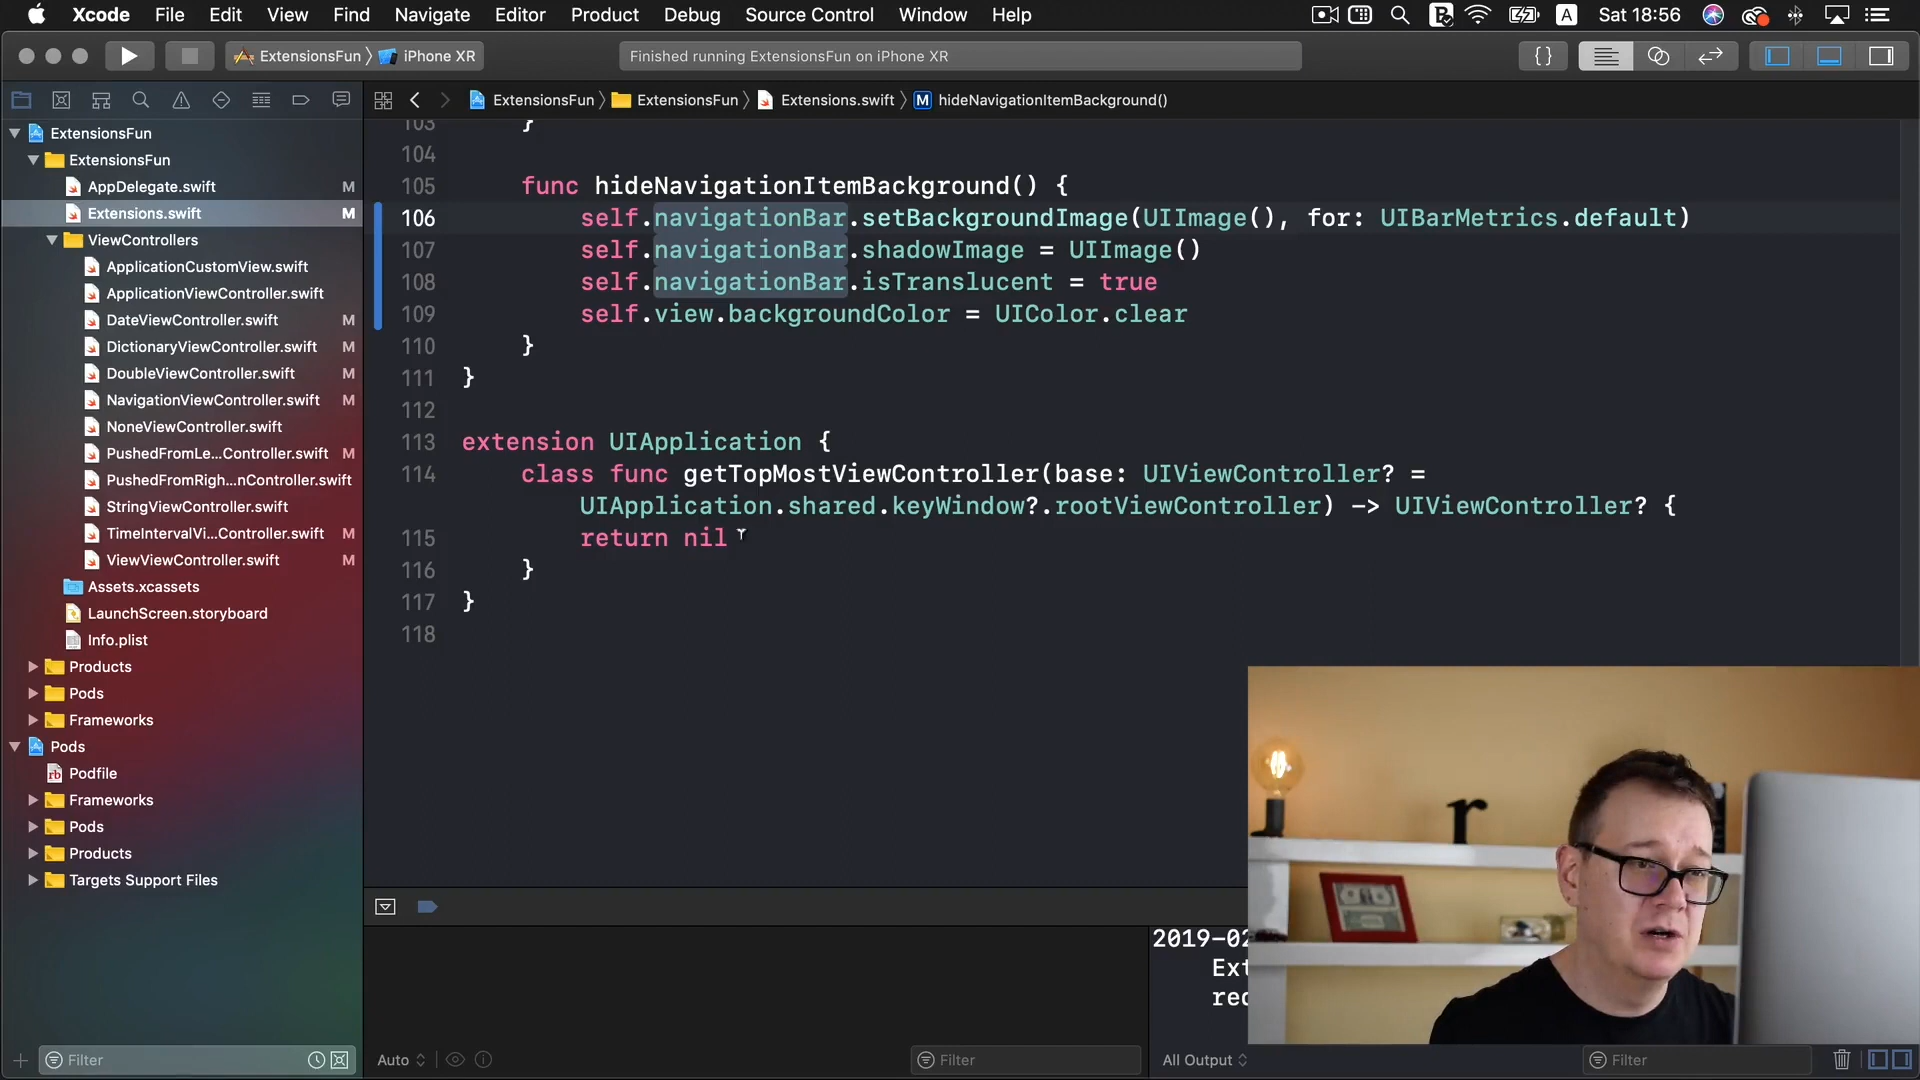 Xcode File Edit View Find Navigate Editor Product Debug Source Control Window Help A Sat 18:56
ExtensionsFun iPhone XR Finished running ExtensionsFun on iPhone XR {}
ExtensionsFun ExtensionsFun Extensions.swift M hideNavigationItemBackground()
ExtensionsFun
ExtensionsFun
AppDelegate.swift M
Extensions.swift M
ViewControllers
ApplicationCustomView.swift
ApplicationViewController.swift
DateViewController.swift M
DictionaryViewController.swift M
DoubleViewController.swift M
NavigationViewController.swift M
NoneViewController.swift
PushedFromLe...Controller.swift M
PushedFromRigh...nController.swift
StringViewController.swift
TimeIntervalVi...Controller.swift M
ViewViewController.swift M
Assets.xcassets
LaunchScreen.storyboard
Info.plist
Products
Pods
Frameworks
Pods
rb Podfile
Frameworks
Pods
Products
Targets Support Files
Filter
103 }
104
105 func hideNavigationItemBackground() {
106 self.navigationBar.setBackgroundImage(UIImage(), for: UIBarMetrics.default)
107 self.navigationBar.shadowImage = UIImage()
108 self.navigationBar.isTranslucent = true
109 self.view.backgroundColor = UIColor.clear
110 }
111 }
112
113 extension UIApplication {
114 class func getTopMostViewController(base: UIViewController? =
UIApplication.shared.keyWindow?.rootViewController) -> UIViewController? {
115 return nil
116 }
117 }
118
2019-02
Ext
rec
r
Auto Filter All Output Filter